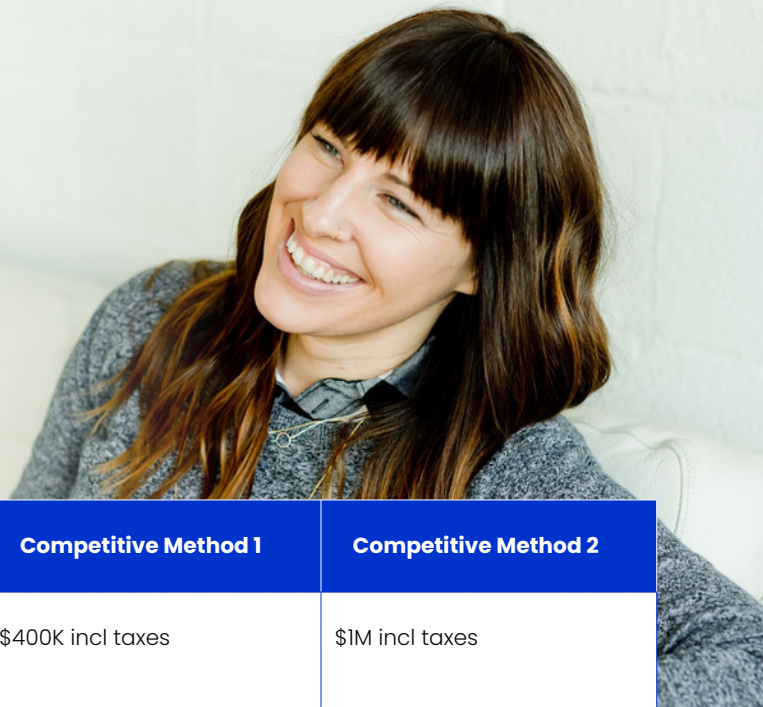 Competitive Method 1
Competitive Method 2
$400K incl taxes
$1M incl taxes